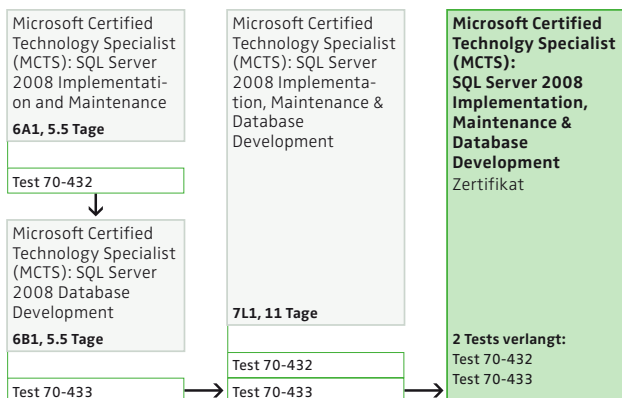 Microsoft Certified
Technology Specialist
(MCTS): SQL Server
2008 Implementati-
on and Maintenance
6A1, 5.5 Tage
Test 70-432
Microsoft Certified
Technology Specialist
(MCTS): SQL Server
2008 Database
Development
6B1, 5.5 Tage
Test 70-433
Microsoft Certified
Technology Specialist
(MCTS): SQL Server
2008 Implementa-
tion, Maintenance &
Database
Development
7L1, 11 Tage
Test 70-432
Test 70-433
Microsoft Certified
Technolgy Specialist
(MCTS):
SQL Server 2008
Implementation,
Maintenance &
Database
Development
Zertifikat
2 Tests verlangt:
Test 70-432
Test 70-433